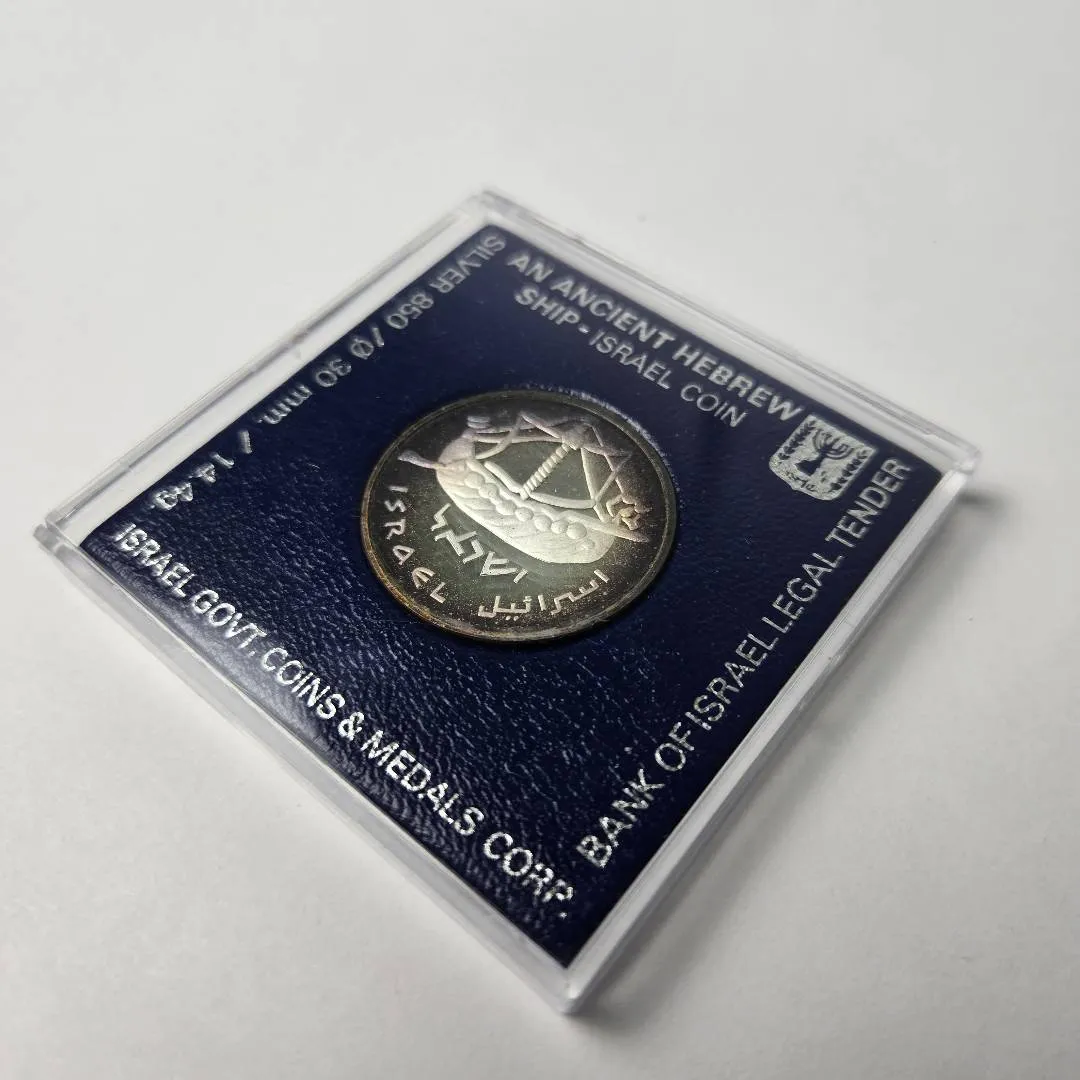 AN ANCIENT HEBREW
SHIP - ISRAEL COIN
SILVER 850 / Ø 30 mm. / 14.4g.
ISRAEL GOVT. COINS & MEDALS CORP.
BANK OF ISRAEL LEGAL TENDER
ISRAEL
ישראל
اسرائيل